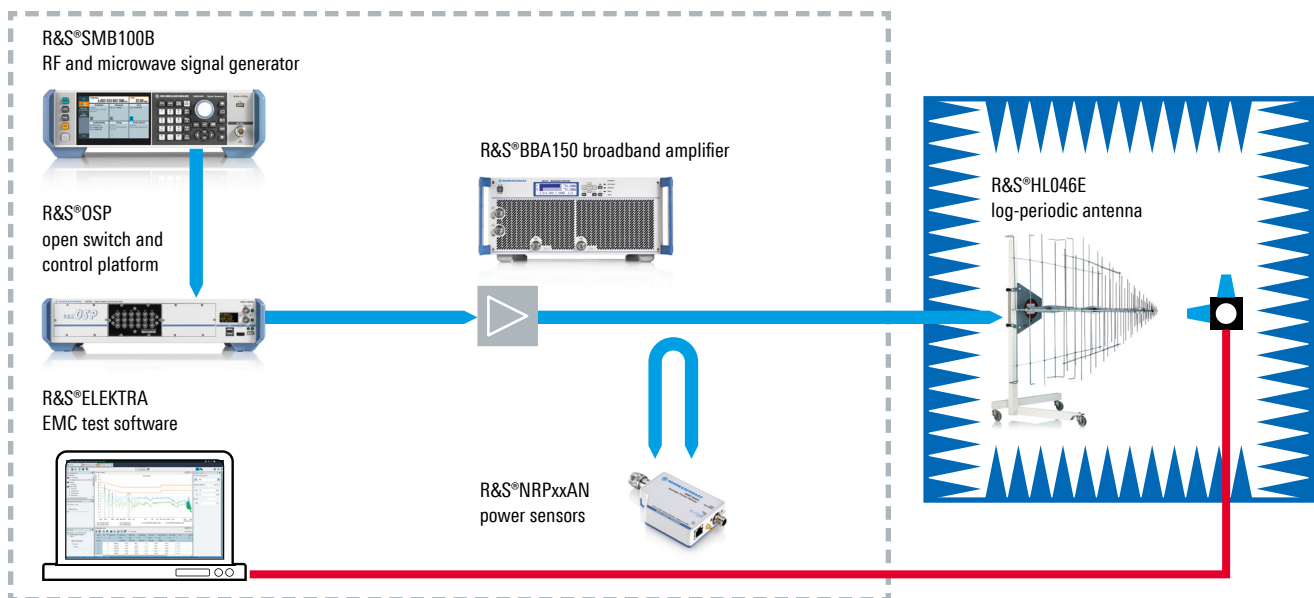 R&S®SMB100B
RF and microwave signal generator
R&S®OSP
open switch and
control platform
R&S OSP
R&S®ELEKTRA
EMC test software
R&S®BBA150 broadband amplifier
R&S®NRPxxAN
power sensors
R&S®HL046E
log-periodic antenna